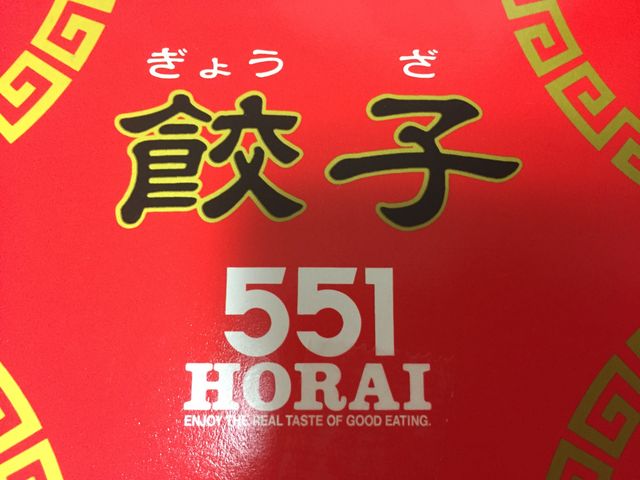 ぎょうざ
餃子
551
HORAI
ENJOY THE REAL TASTE OF GOOD EATING.